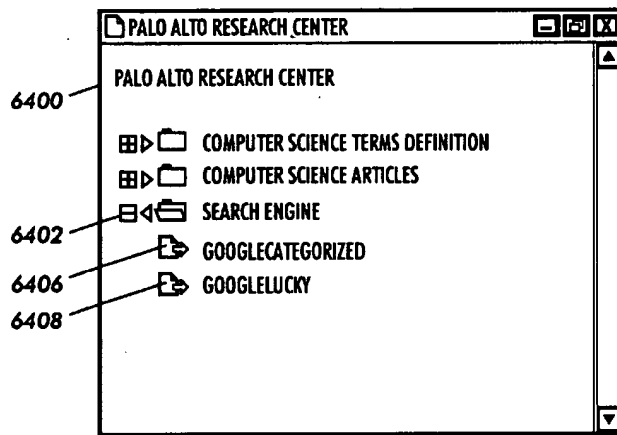 PALO ALTO RESEARCH CENTER
PALO ALTO RESEARCH CENTER
6400
COMPUTER SCIENCE TERMS DEFINITION
COMPUTER SCIENCE ARTICLES
SEARCH ENGINE
6402
GOOGLECATEGORIZED
6406
GOOGLELUCKY
6408